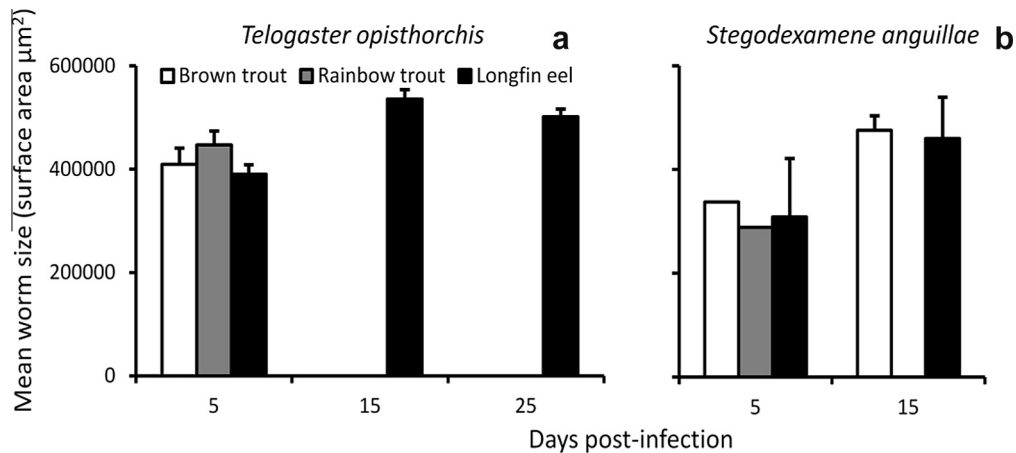 Telogaster opisthorchis a
Stegodexamene anguillae b
Mean worm size (surface area µm²)
600000
400000
200000
0
Brown trout Rainbow trout Longfin eel
5 15 25
5 15
Days post-infection